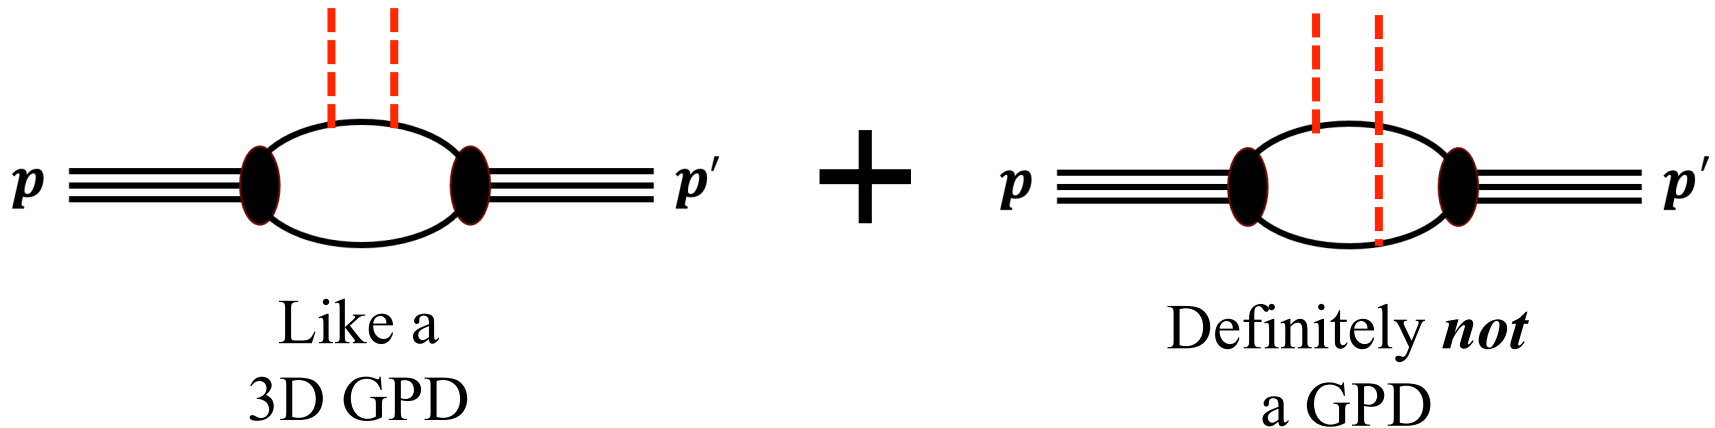 p p′ + p p′
Like a Definitely not
3D GPD a GPD